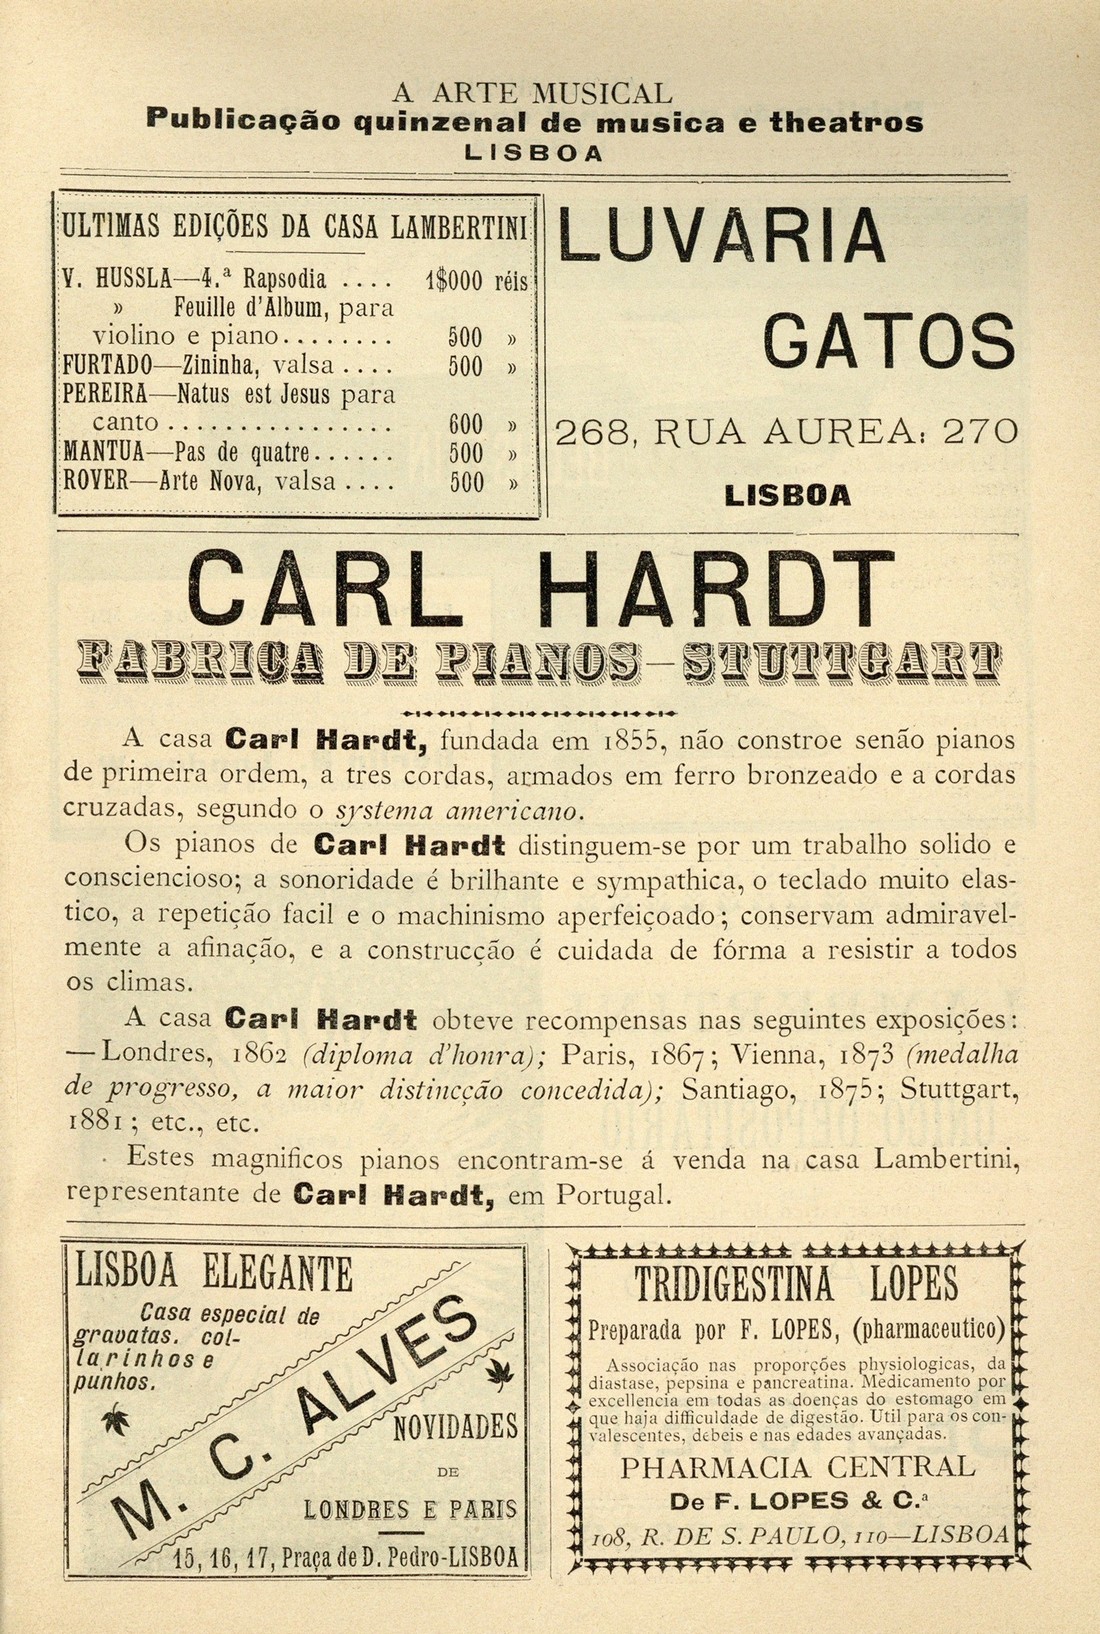 A ARTE MUSICAL
Publicação quinzenal de musica e theatros
LISBOA
ULTIMAS EDIÇÕES DA CASA LAMBERTINI
V. HUSSLA—4.ª Rapsodia .... 1$000 réis
» Feuille d'Album, para
violino e piano........ 500 »
FURTADO—Zininha, valsa .... 500 »
PEREIRA—Natus est Jesus para
canto ................ 600 »
MANTUA—Pas de quatre...... 500 »
ROVER—Arte Nova, valsa .... 500 »
LUVARIA
GATOS
268, RUA AUREA: 270
LISBOA
CARL HARDT
FABRICA DE PIANOS—STUTTGART
A casa Carl Hardt, fundada em 1855, não constroe senão pianos
de primeira ordem, a tres cordas, armados em ferro bronzeado e a cordas
cruzadas, segundo o systema americano.
Os pianos de Carl Hardt distinguem-se por um trabalho solido e
consciencioso; a sonoridade é brilhante e sympathica, o teclado muito elas-
tico, a repetição facil e o machinismo aperfeiçoado; conservam admiravel-
mente a afinação, e a construcção é cuidada de fórma a resistir a todos
os climas.
A casa Carl Hardt obteve recompensas nas seguintes exposições:
—Londres, 1862 (diploma d'honra); Paris, 1867; Vienna, 1873 (medalha
de progresso, a maior distincção concedida); Santiago, 1875; Stuttgart,
1881; etc., etc.
Estes magnificos pianos encontram-se á venda na casa Lambertini,
representante de Carl Hardt, em Portugal.
LISBOA ELEGANTE
Casa especial de
gravatas. col-
larinhos e
punhos.
M. C. ALVES
NOVIDADES
DE
LONDRES E PARIS
15, 16, 17, Praça de D. Pedro-LISBOA
TRIDIGESTINA LOPES
Preparada por F. LOPES, (pharmaceutico)
Associação nas proporções physiologicas, da
diastase, pepsina e pancreatina. Medicamento por
excellencia em todas as doenças do estomago em
que haja difficuldade de digestão. Util para os con-
valescentes, debeis e nas edades avançadas.
PHARMACIA CENTRAL
De F. LOPES & C.ª
108, R. DE S. PAULO, 110—LISBOA